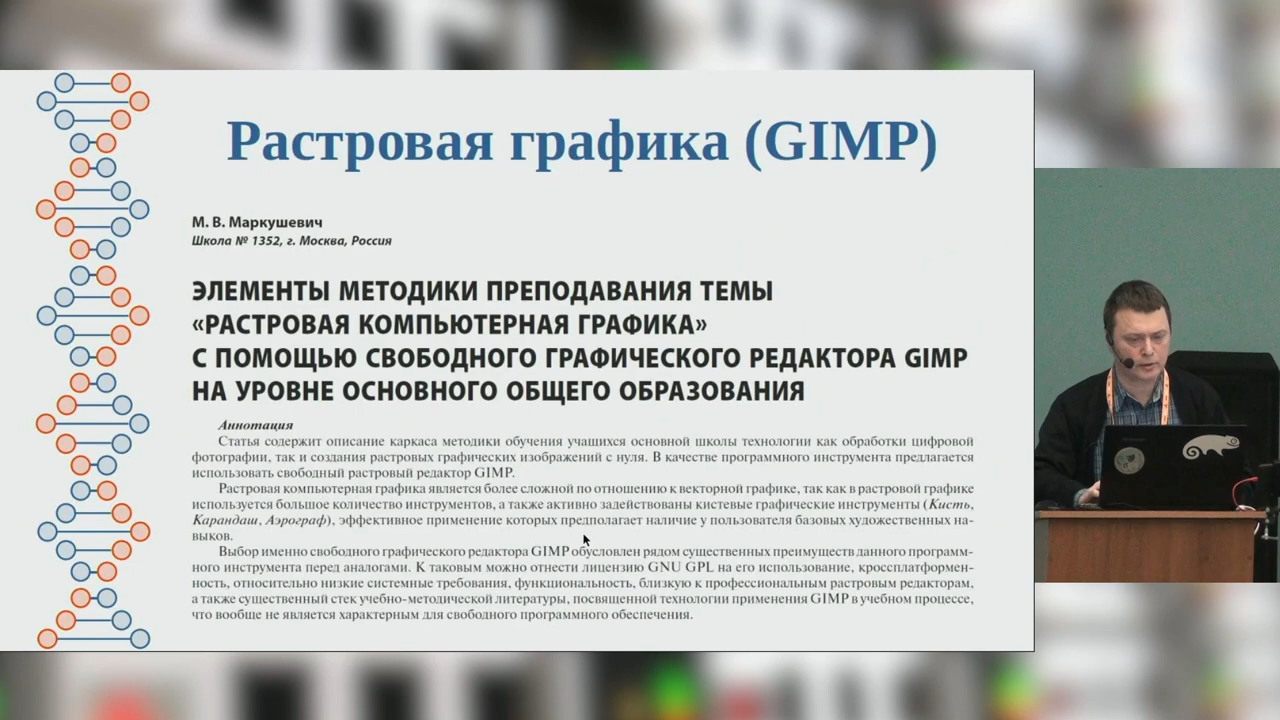 Растровая графика (GIMP)
М. В. Маркушевич
Школа № 1352, г. Москва, Россия
ЭЛЕМЕНТЫ МЕТОДИКИ ПРЕПОДАВАНИЯ ТЕМЫ
«РАСТРОВАЯ КОМПЬЮТЕРНАЯ ГРАФИКА»
С ПОМОЩЬЮ СВОБОДНОГО ГРАФИЧЕСКОГО РЕДАКТОРА GIMP
НА УРОВНЕ ОСНОВНОГО ОБЩЕГО ОБРАЗОВАНИЯ
Аннотация
Статья содержит описание каркаса методики обучения учащихся основной школы технологии как обработки цифровой
фотографии, так и создания растровых графических изображений с нуля. В качестве программного инструмента предлагается
использовать свободный растровый редактор GIMP.
Растровая компьютерная графика является более сложной по отношению к векторной графике, так как в растровой графике
используется большое количество инструментов, а также активно задействованы кистевые графические инструменты (Кисть,
Карандаш, Аэрограф), эффективное применение которых предполагает наличие у пользователя базовых художественных на-
выков.
Выбор именно свободного графического редактора GIMP обусловлен рядом существенных преимуществ данного программ-
ного инструмента перед аналогами. К таковым можно отнести лицензию GNU GPL на его использование, кроссплатформен-
ность, относительно низкие системные требования, функциональность, близкую к профессиональным растровым редакторам,
а также существенный стек учебно-методической литературы, посвященной технологии применения GIMP в учебном процессе,
что вообще не является характерным для свободного программного обеспечения.